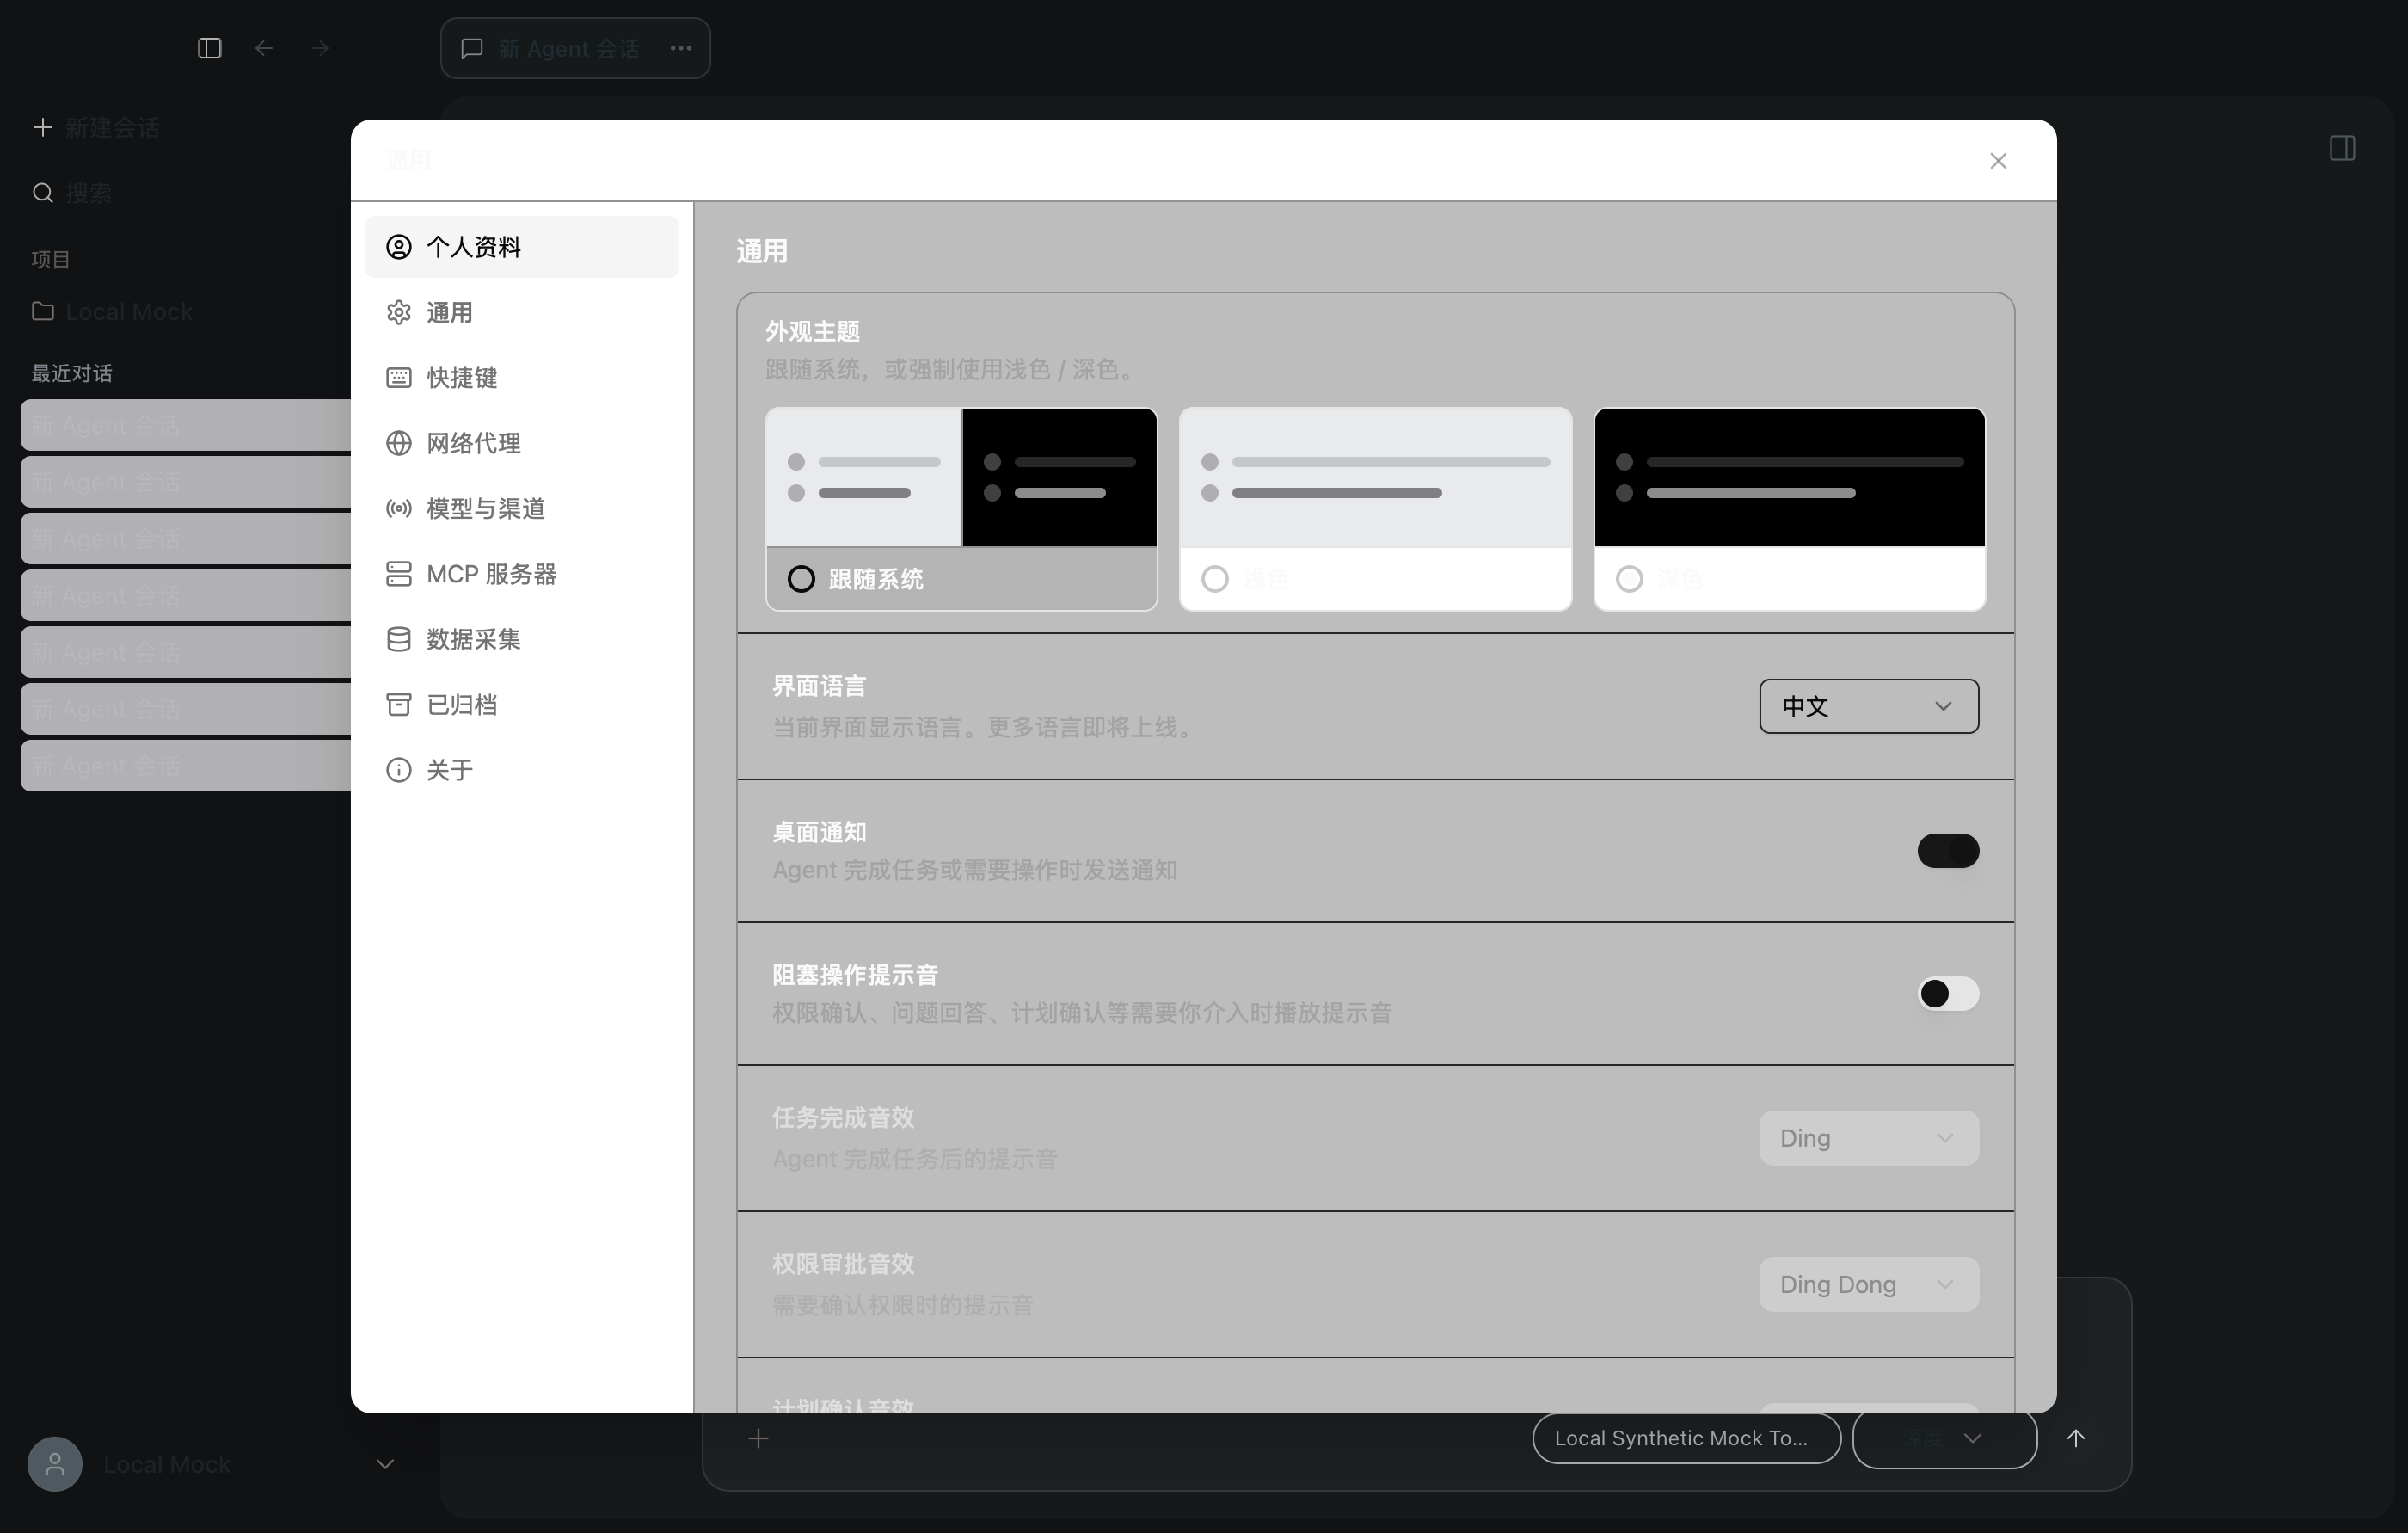 新 Agent 会话
新建会话
搜索
项目
Local Mock
最近对话
新 Agent 会话
新 Agent 会话
新 Agent 会话
新 Agent 会话
新 Agent 会话
新 Agent 会话
新 Agent 会话
Local Mock
通用
个人资料
通用
快捷键
网络代理
模型与渠道
MCP 服务器
数据采集
已归档
关于
通用
外观主题
跟随系统，或强制使用浅色 / 深色。
跟随系统
浅色
深色
界面语言
当前界面显示语言。更多语言即将上线。
中文
桌面通知
Agent 完成任务或需要操作时发送通知
阻塞操作提示音
权限确认、问题回答、计划确认等需要你介入时播放提示音
任务完成音效
Agent 完成任务后的提示音
Ding
权限审批音效
需要确认权限时的提示音
Ding Dong
计划确认音效
Local Synthetic Mock To...
深度